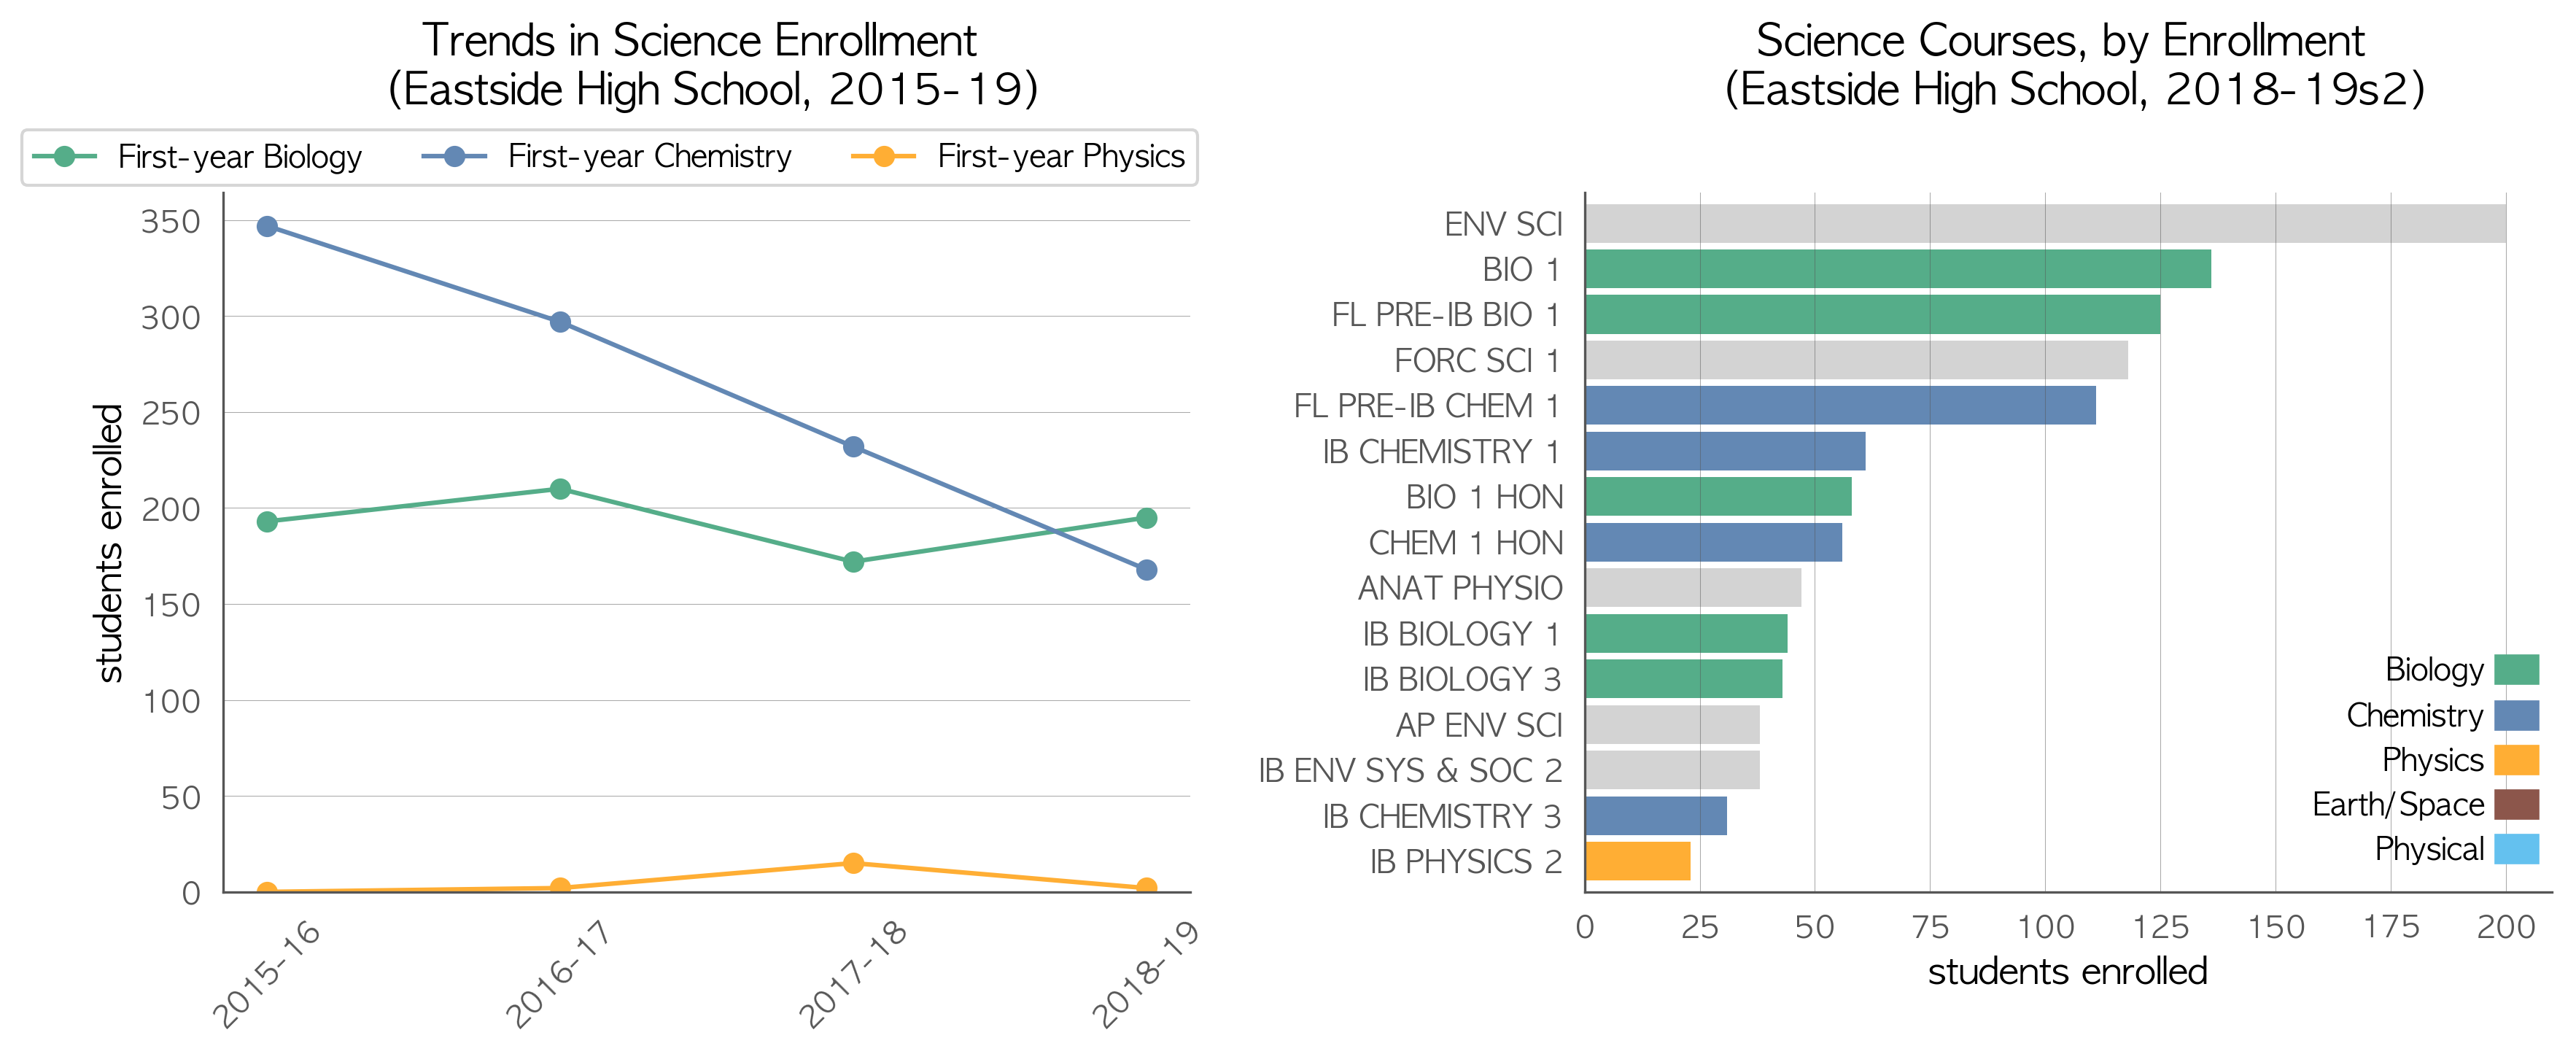 Trends in Science Enrollment
(Eastside High School, 2015-19)
First-year Biology
First-year Chemistry
First-year Physics
students enrolled
350
300
250
200
150
100
50
0
2015-16
2016-17
2017-18
2018-19
Science Courses, by Enrollment
(Eastside High School, 2018-19s2)
ENV SCI
BIO 1
FL PRE-IB BIO 1
FORC SCI 1
FL PRE-IB CHEM 1
IB CHEMISTRY 1
BIO 1 HON
CHEM 1 HON
ANAT PHYSIO
IB BIOLOGY 1
IB BIOLOGY 3
AP ENV SCI
IB ENV SYS & SOC 2
IB CHEMISTRY 3
IB PHYSICS 2
Biology
Chemistry
Physics
Earth/Space
Physical
0 25 50 75 100 125 150 175 200
students enrolled